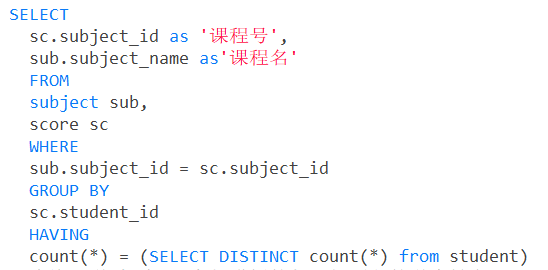 SELECT
sc.subject_id as '课程号',
sub.subject_name as'课程名'
FROM
subject sub,
score sc
WHERE
sub.subject_id = sc.subject_id
GROUP BY
sc.student_id
HAVING
count(*) = (SELECT DISTINCT count(*) from student)